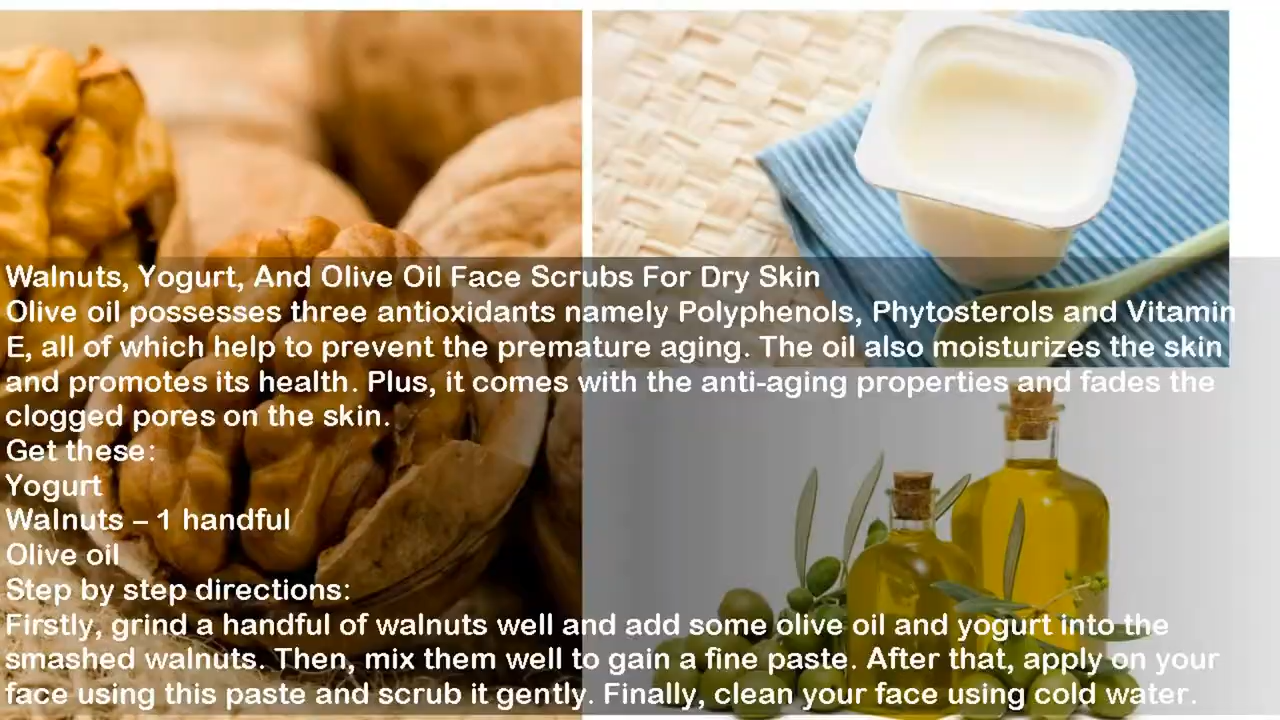 Walnuts, Yogurt, And Olive Oil Face Scrubs For Dry Skin
Olive oil possesses three antioxidants namely Polyphenols, Phytosterols and Vitamin
E, all of which help to prevent the premature aging. The oil also moisturizes the skin
and promotes its health. Plus, it comes with the anti-aging properties and fades the
clogged pores on the skin.
Get these:
Yogurt
Walnuts – 1 handful
Olive oil
Step by step directions:
Firstly, grind a handful of walnuts well and add some olive oil and yogurt into the
smashed walnuts. Then, mix them well to gain a fine paste. After that, apply on your
face using this paste and scrub it gently. Finally, clean your face using cold water.